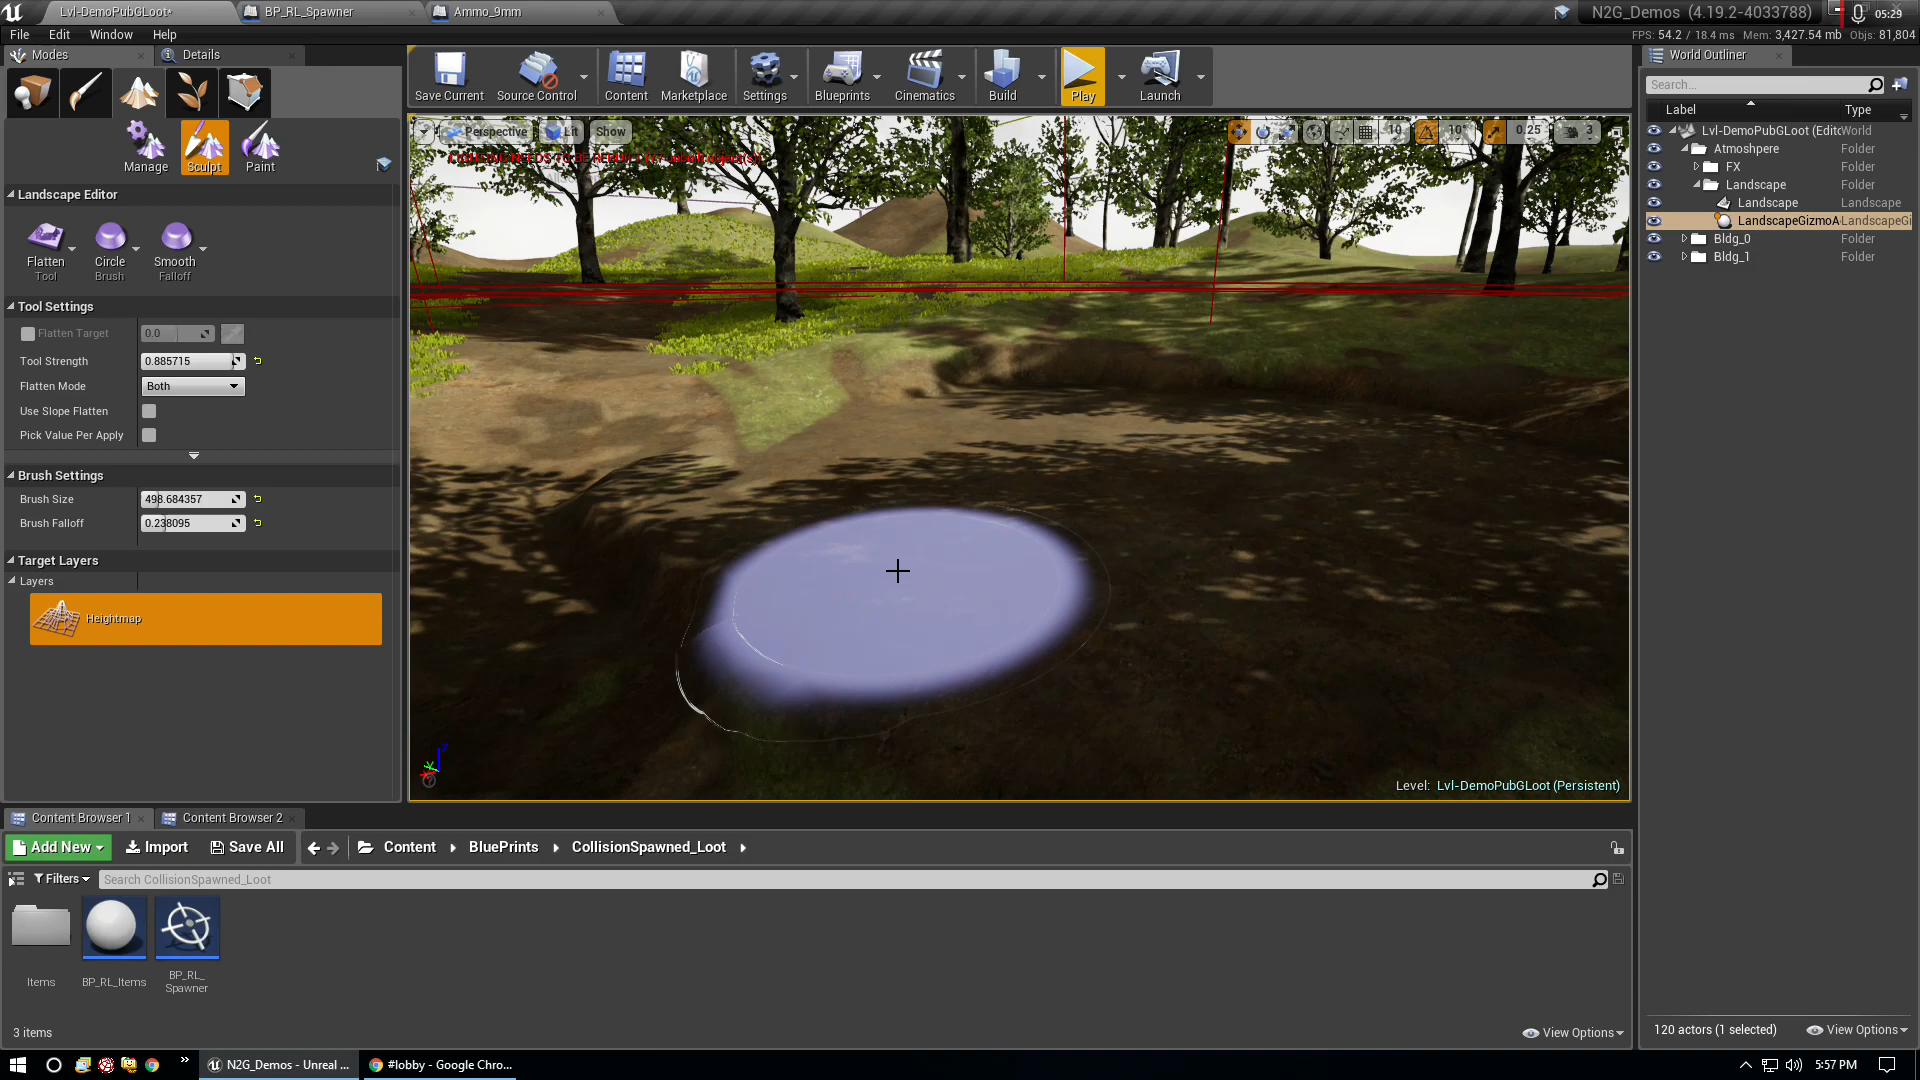 Lvl-DemoPubGLoot*
BP_RL_Spawner
Ammo_9mm
N2G_Demos (4.19.2-4033788)
05:29
File Edit Window Help
FPS: 54.2 / 18.4 ms Mem: 3,427.54 mb Objs: 81,804
Modes
Details
Save Current
Source Control
Content
Marketplace
Settings
Blueprints
Cinematics
Build
Play
Launch
World Outliner
Search...
Label
Type
Lvl-DemoPubGLoot (Edito World
Atmoshpere Folder
FX Folder
Landscape Folder
Landscape Landscape
LandscapeGizmoA LandscapeGi
Bldg_0 Folder
Bldg_1 Folder
Manage
Sculpt
Paint
Perspective
Lit
Show
10
10°
0.25
3
Landscape Editor
Flatten
Tool
Circle
Brush
Smooth
Falloff
Tool Settings
Flatten Target 0.0
Tool Strength 0.885715
Flatten Mode Both
Use Slope Flatten
Pick Value Per Apply
Brush Settings
Brush Size 498.684357
Brush Falloff 0.238095
Target Layers
Layers
Heightmap
Level: Lvl-DemoPubGLoot (Persistent)
Content Browser 1
Content Browser 2
Add New
Import
Save All
Content
BluePrints
CollisionSpawned_Loot
Filters
Search CollisionSpawned_Loot
Items
BP_RL_Items
BP_RL_
Spawner
3 items
View Options
120 actors (1 selected)
View Options
N2G_Demos - Unreal ...
#lobby - Google Chro...
5:57 PM